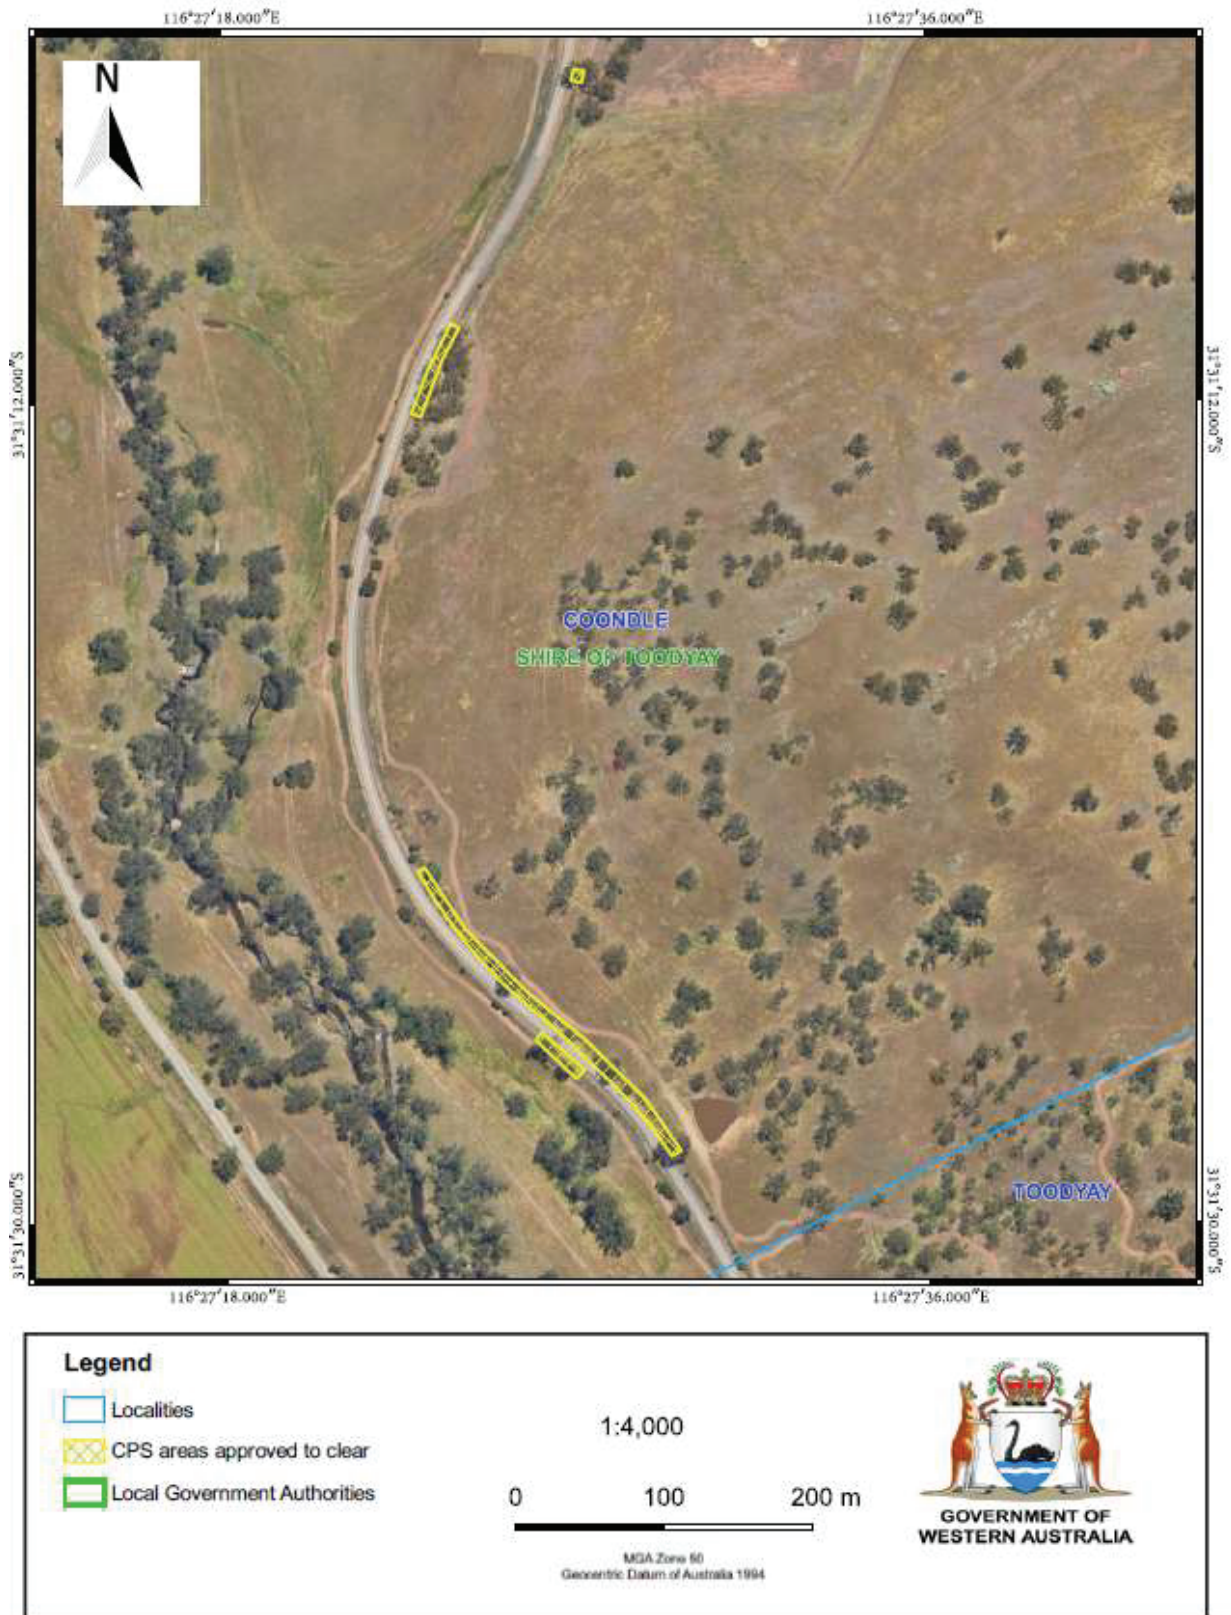 116°27'18.000"E
116°27'36.000"E
N
31°31'12.000"S
31°31'12.000"S
COONDLE
SHIRE OF TOODYAY
TOODYAY
31°31'30.000"S
31°31'30.000"S
116°27'18.000"E
116°27'36.000"E
Legend
Localities
CPS areas approved to clear
Local Government Authorities
1:4,000
0 100 200 m
MGA Zone 50
Geocentric Datum of Australia 1994
GOVERNMENT OF
WESTERN AUSTRALIA